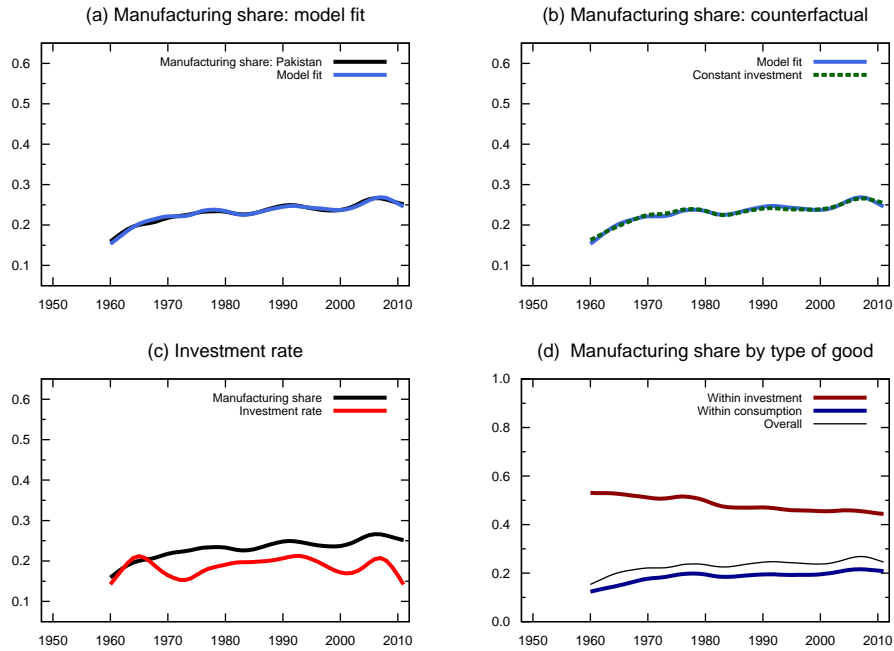 (a) Manufacturing share: model fit
0.6
0.5
0.4
0.3
0.2
0.1
Manufacturing share: Pakistan
Model fit
1950 1960 1970 1980 1990 2000 2010
(b) Manufacturing share: counterfactual
0.6
0.5
0.4
0.3
0.2
0.1
Model fit
Constant investment
1950 1960 1970 1980 1990 2000 2010
(c) Investment rate
0.6
0.5
0.4
0.3
0.2
0.1
Manufacturing share
Investment rate
1950 1960 1970 1980 1990 2000 2010
(d) Manufacturing share by type of good
1.0
0.8
0.6
0.4
0.2
0.0
Within investment
Within consumption
Overall
1950 1960 1970 1980 1990 2000 2010